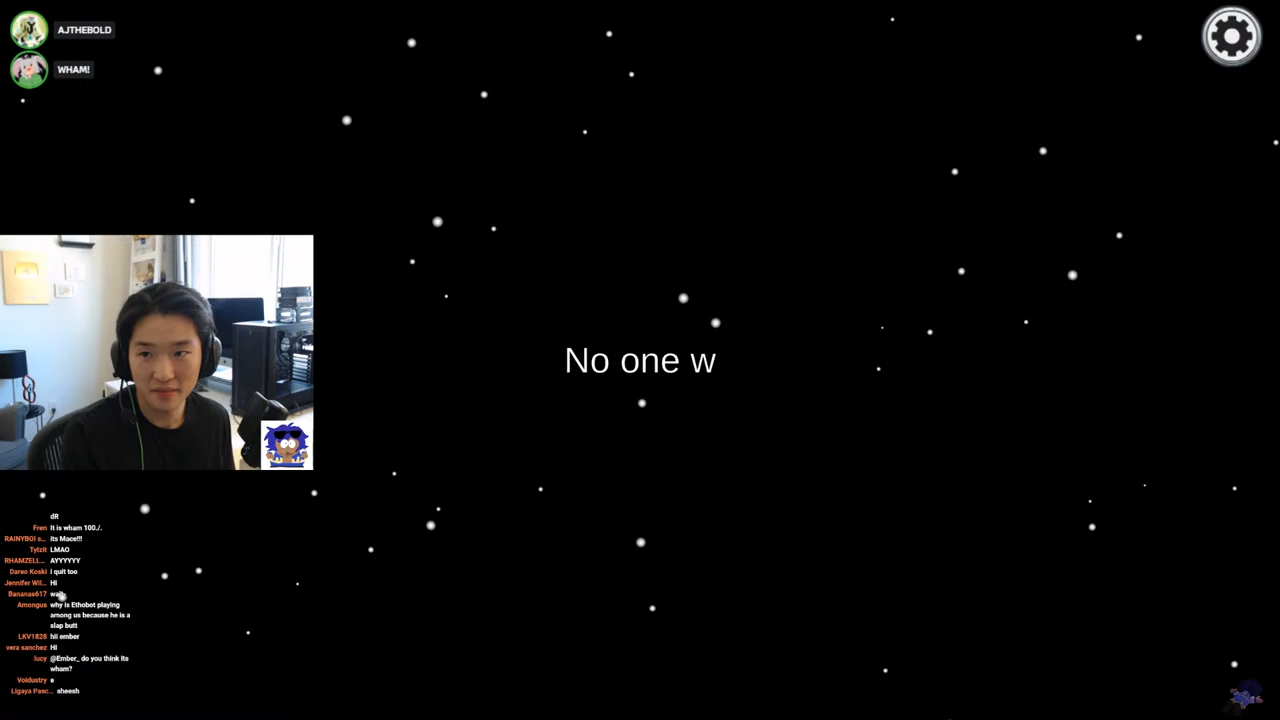 AJTHEBOLD
WHAM!
No one w
dR
Fren It is wham 100./.
RAINYBOI s... its Mace!!!
Tylzlt LMAO
RHAMZELL... AYYYYYY
Dareo Koski i quit too
Jennifer Wil... HI
Bananas617 wait
Amongus why is Ethobot playing
among us because he is a
slap butt
LKV1828 hii ember
vera sanchez HI
lucy @Ember_ do you think its
wham?
Voidustry e
Ligaya Pasc... sheesh